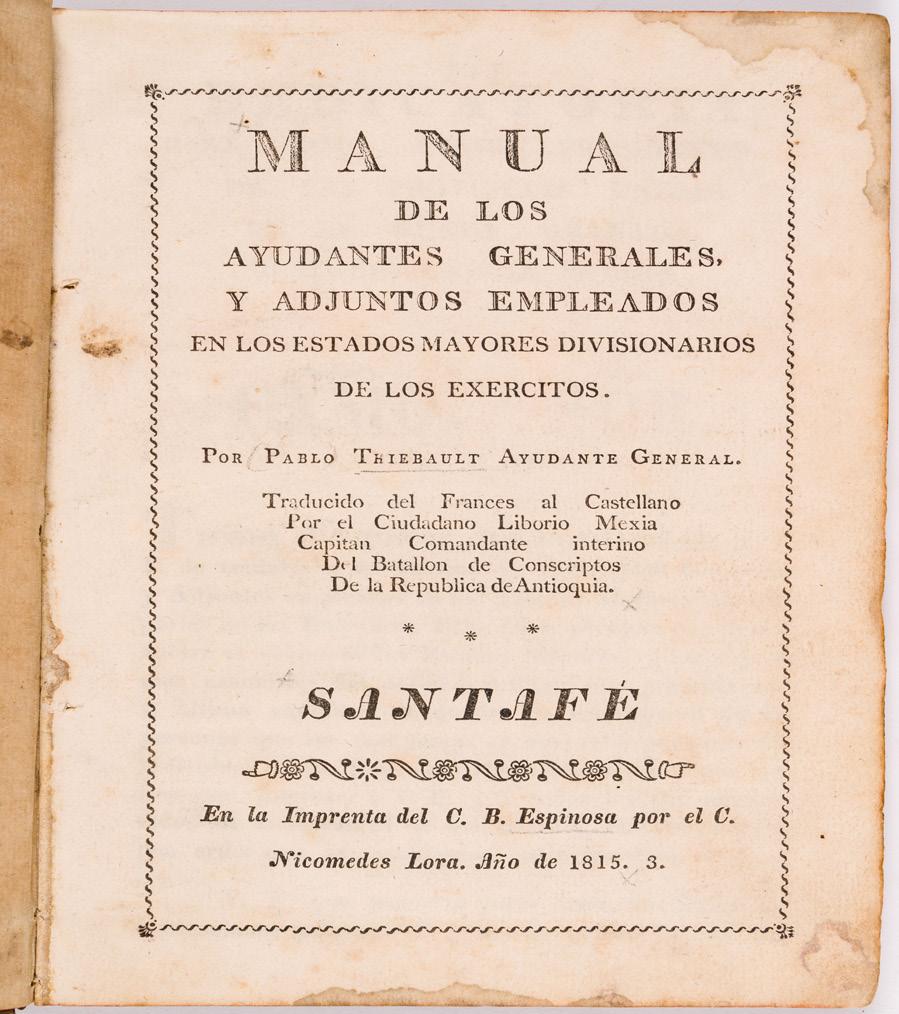 MANUAL
DE LOS
AYUDANTES GENERALES,
Y ADJUNTOS EMPLEADOS
EN LOS ESTADOS MAYORES DIVISIONARIOS
DE LOS EXERCITOS.
POR PABLO THIEBAULT AYUDANTE GENERAL.
Traducido del Frances al Castellano
Por el Ciudadano Liborio Mexia
Capitan Comandante interino
Del Batallon de Conscriptos
De la Republica de Antioquia.
* * *
SANTAFÉ
En la Imprenta del C. B. Espinosa por el C.
Nicomedes Lora. Año de 1815. 3.